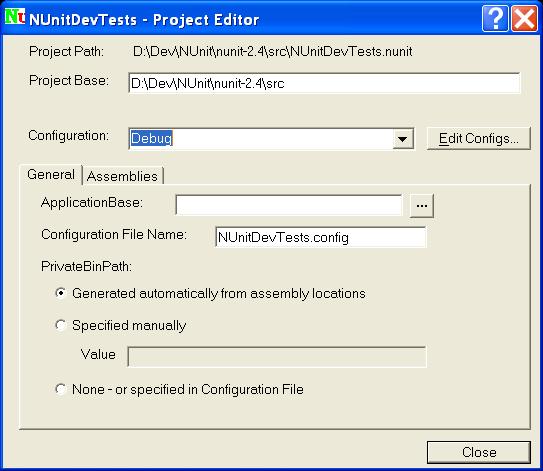 Nu NUnitDevTests - Project Editor ?
Project Path: D:\Dev\NUnit\nunit-2.4\src\NUnitDevTests.nunit
Project Base: D:\Dev\NUnit\nunit-2.4\src
Configuration: Debug Edit Configs...
General Assemblies
ApplicationBase: ...
Configuration File Name: NUnitDevTests.config
PrivateBinPath:
Generated automatically from assembly locations
Specified manually
Value
None - or specified in Configuration File
Close